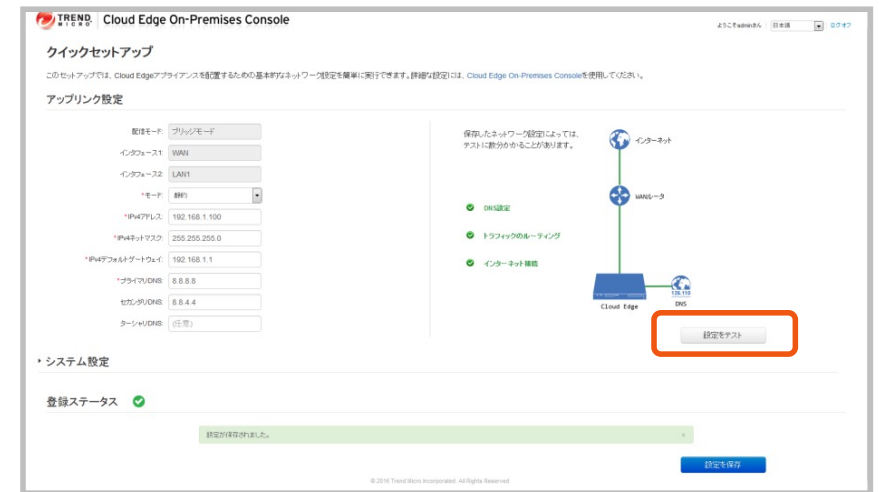 TREND MICRO Cloud Edge On-Premises Console
ようこそadminさん 日本語 ログオフ
クイックセットアップ
このセットアップでは、Cloud Edgeアプライアンスを配置するための基本的なネットワーク設定を簡単に実行できます。詳細な設定には、Cloud Edge On-Premises Consoleを使用してください。
アップリンク設定
配信モード: ブリッジモード
インタフェース1: WAN
インタフェース2: LAN1
*モード: 静的
*IPv4アドレス: 192.168.1.100
*IPv4ネットマスク: 255.255.255.0
*IPv4デフォルトゲートウェイ: 192.168.1.1
*プライマリDNS: 8.8.8.8
セカンダリDNS: 8.8.4.4
ターシャリDNS: (任意)
保存したネットワーク設定によっては、
テストに数分かかることがあります。
インターネット
WANルータ
DNS設定
トラフィックのルーティング
インターネット接続
Cloud Edge
DNS
設定をテスト
システム設定
登録ステータス
設定が保存されました。
×
設定を保存
© 2016 Trend Micro Incorporated. All Rights Reserved.